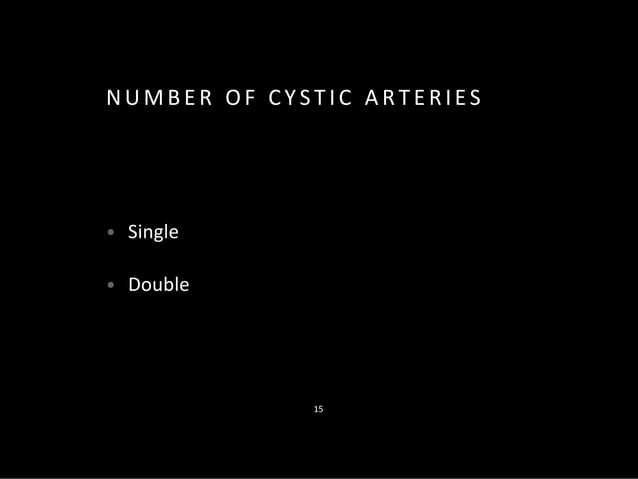 NUMBER OF CYSTIC ARTERIES
• Single
• Double
15